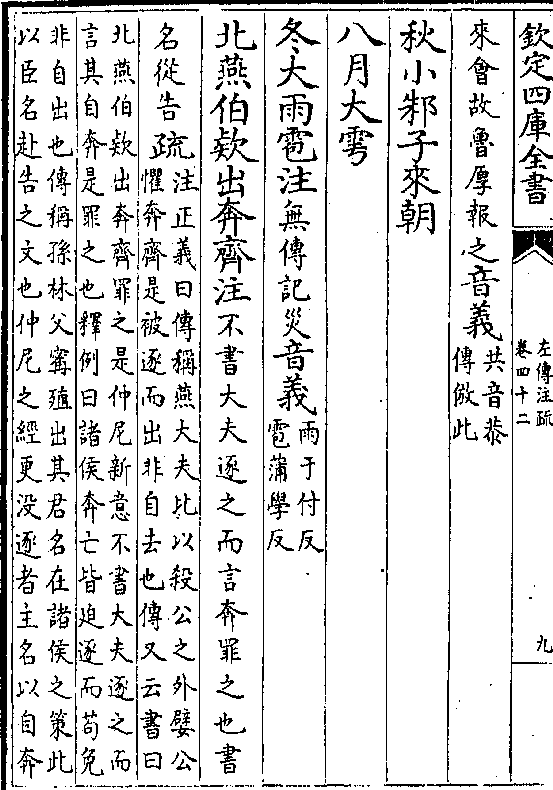 欽定四庫全書
左傳注疏
卷四十二
九
來會故魯厚報之音義
共音恭
傳倣此
秋小邾子來朝
八月大雩
冬大雨雹注無傳記災音義
雨于付反
雹蒲學反
北燕伯欵出奔齊注不書大夫逐之而言奔罪之也書
名從告疏
注正義曰傳稱燕大夫比以殺公之外嬖公
懼奔齊是被逐而出非自去也傳又云書曰
北燕伯欵出奔齊罪之是仲尼新意不書大夫逐之而
言其自奔是罪之也釋例曰諸侯奔亡皆迫逐而苟免
非自出也傳稱孫林父甯殖出其君名在諸侯之策此
以臣名赴告之文也仲尼之經更没逐者主名以自奔